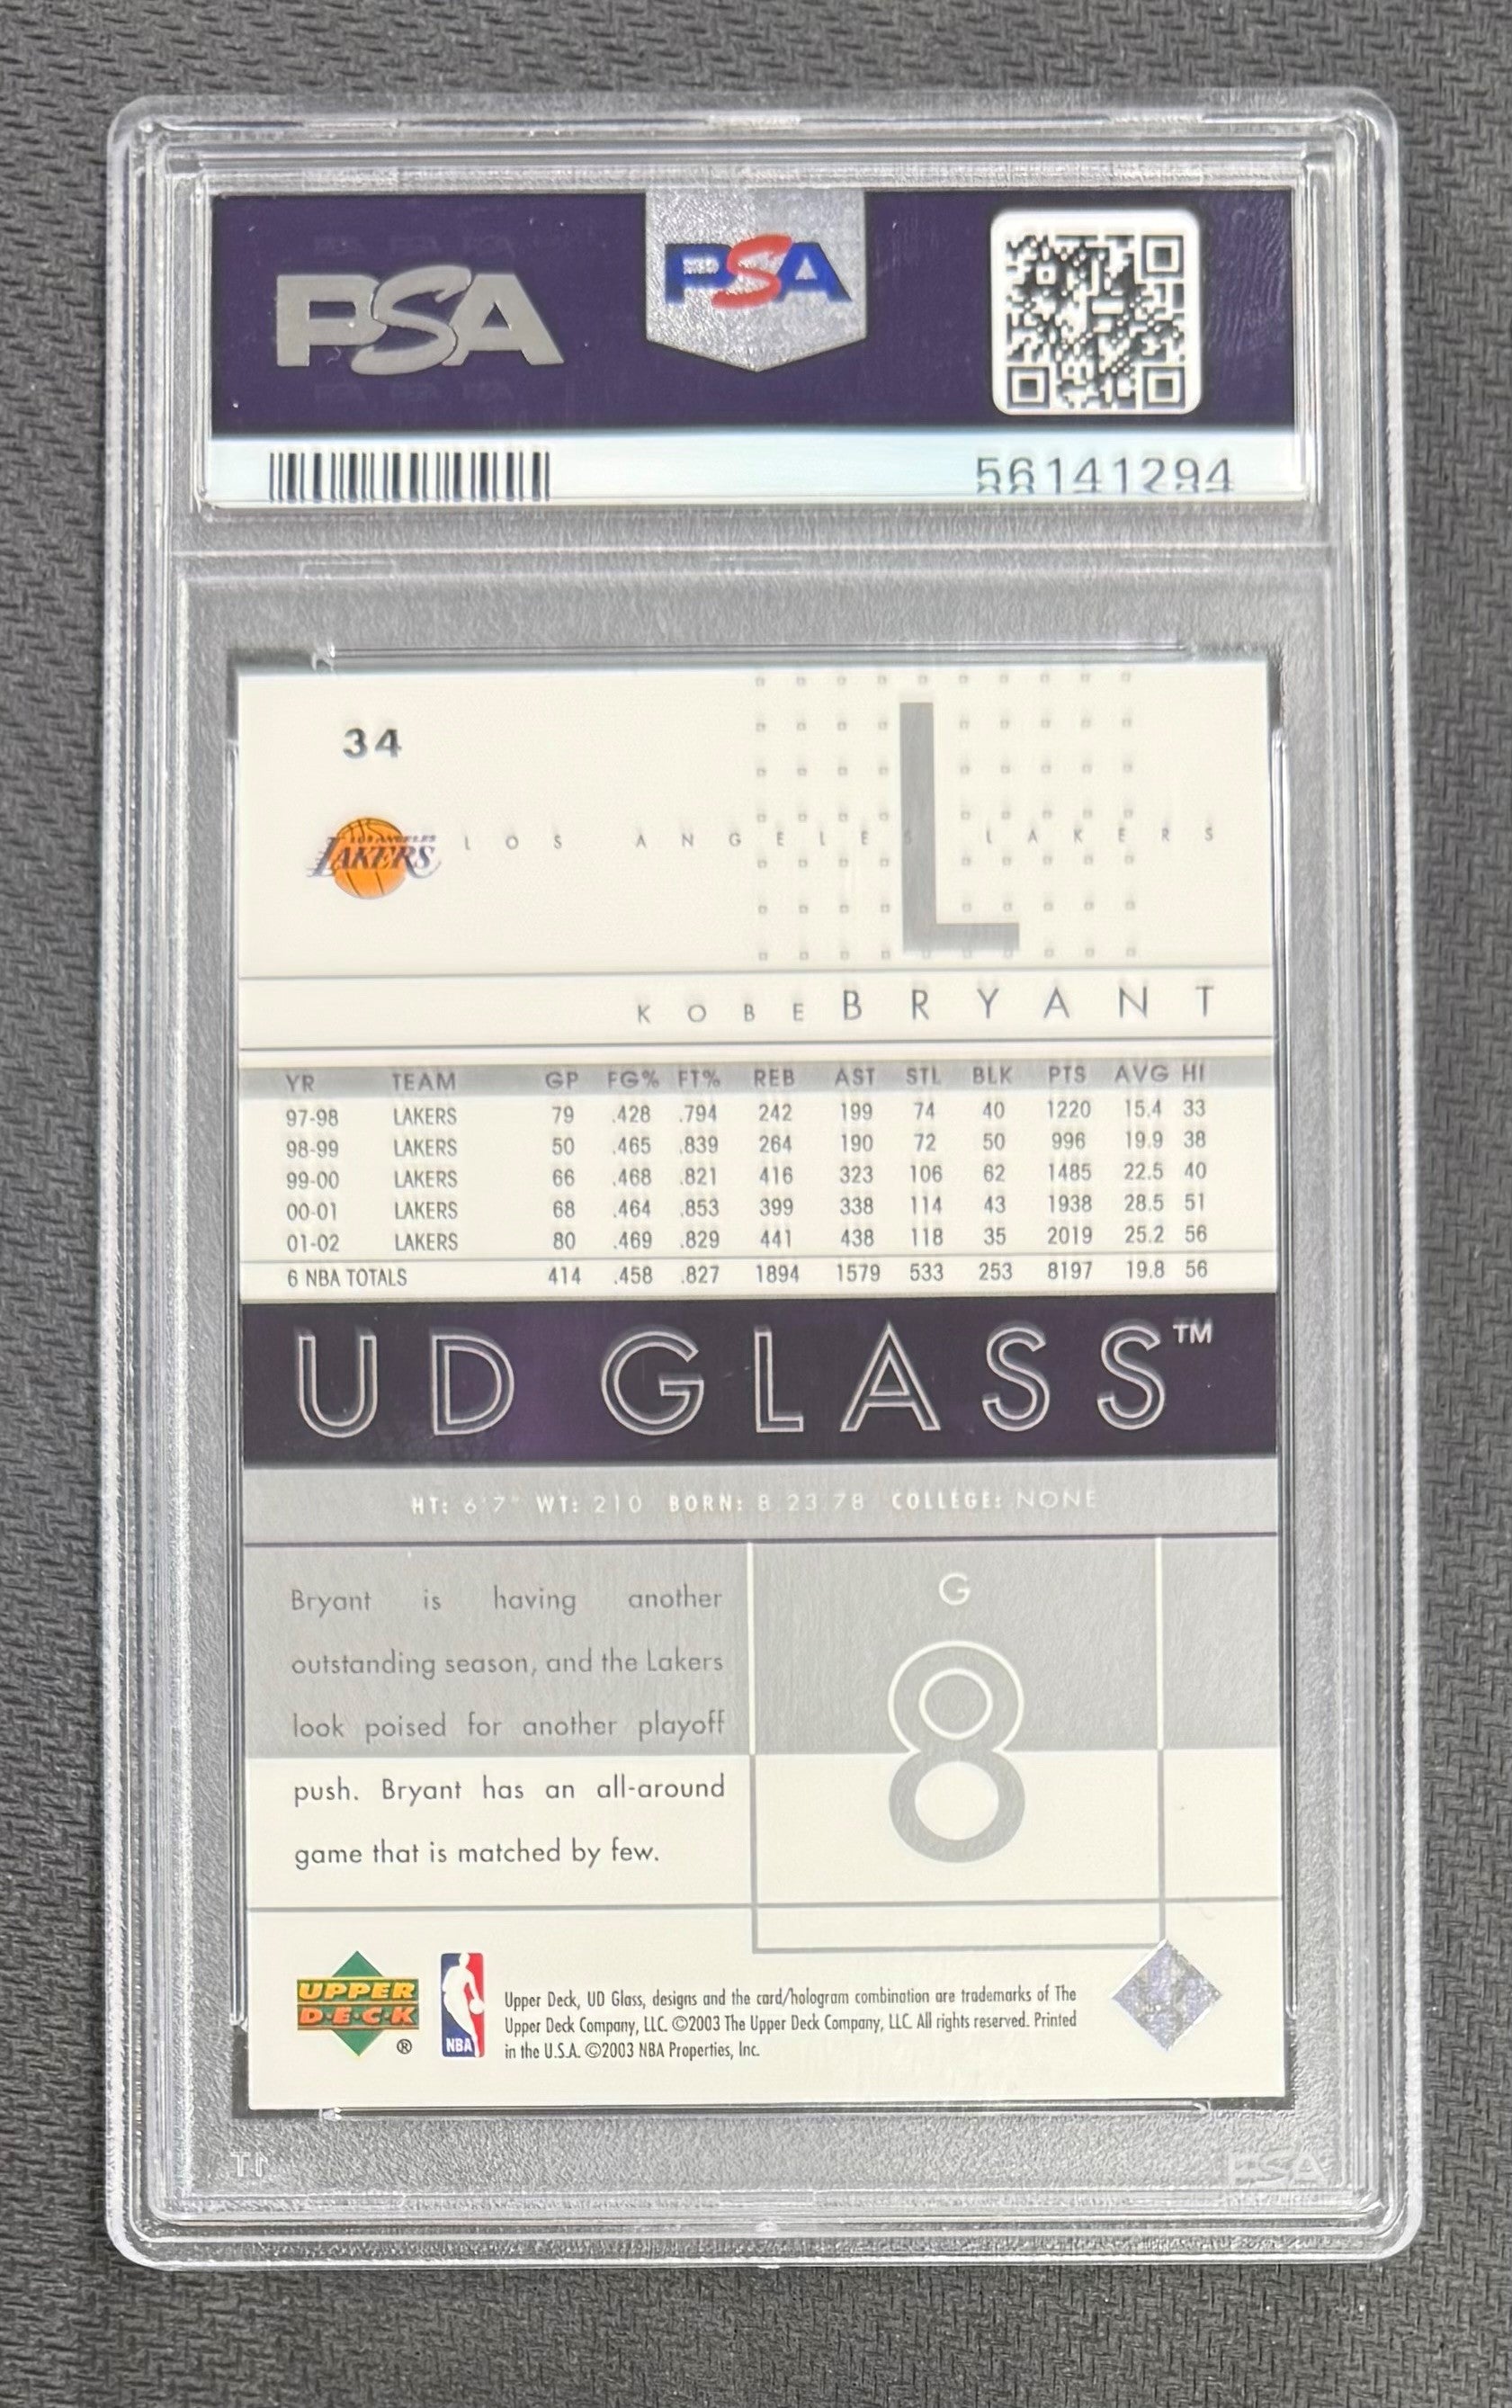 PSA
PSA
56141294
34
LOS ANGELES
LAKERS
LOS ANGELES LAKERS
L
KOBE BRYANT
YR TEAM GP FG% FT% REB AST STL BLK PTS AVG HI
97-98 LAKERS 79 .428 .794 242 199 74 40 1220 15.4 33
98-99 LAKERS 50 .465 .839 264 190 72 50 996 19.9 38
99-00 LAKERS 66 .468 .821 416 323 106 62 1485 22.5 40
00-01 LAKERS 68 .464 .853 399 338 114 43 1938 28.5 51
01-02 LAKERS 80 .469 .829 441 438 118 35 2019 25.2 56
6 NBA TOTALS 414 .458 .827 1894 1579 533 253 8197 19.8 56
UD GLASS™
HT: 6'7" WT: 210 BORN: 8.23.78 COLLEGE: NONE
Bryant is having another
outstanding season, and the Lakers
look poised for another playoff
push. Bryant has an all-around
game that is matched by few.
G
8
UPPER
D·E·C·K
®
NBA
Upper Deck, UD Glass, designs and the card/hologram combination are trademarks of The
Upper Deck Company, LLC. ©2003 The Upper Deck Company, LLC. All rights reserved. Printed
in the U.S.A. ©2003 NBA Properties, Inc.
PSA